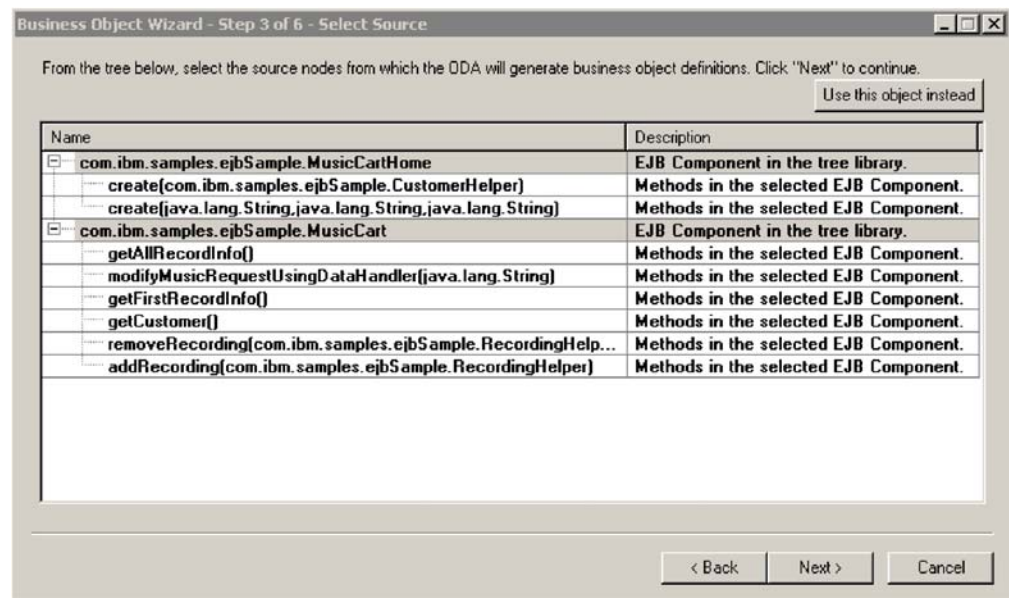 Business Object Wizard - Step 3 of 6 - Select Source
From the tree below, select the source nodes from which the ODA will generate business object definitions. Click "Next" to continue.
Use this object instead
Name Description
com.ibm.samples.ejbSample.MusicCartHome EJB Component in the tree library.
create(com.ibm.samples.ejbSample.CustomerHelper) Methods in the selected EJB Component.
create(java.lang.String,java.lang.String,java.lang.String) Methods in the selected EJB Component.
com.ibm.samples.ejbSample.MusicCart EJB Component in the tree library.
getAllRecordInfo() Methods in the selected EJB Component.
modifyMusicRequestUsingDataHandler(java.lang.String) Methods in the selected EJB Component.
getFirstRecordInfo() Methods in the selected EJB Component.
getCustomer() Methods in the selected EJB Component.
removeRecording(com.ibm.samples.ejbSample.RecordingHelp... Methods in the selected EJB Component.
addRecording(com.ibm.samples.ejbSample.RecordingHelper) Methods in the selected EJB Component.
< Back Next > Cancel